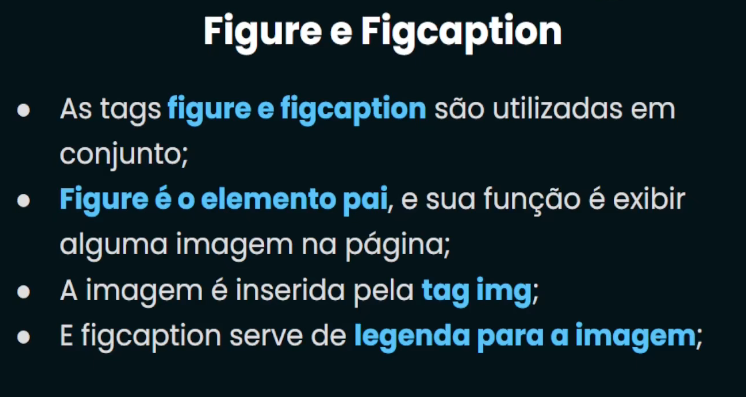 Figure e Figcaption
● As tags figure e figcaption são utilizadas em
conjunto;
● Figure é o elemento pai, e sua função é exibir
alguma imagem na página;
● A imagem é inserida pela tag img;
● E figcaption serve de legenda para a imagem;